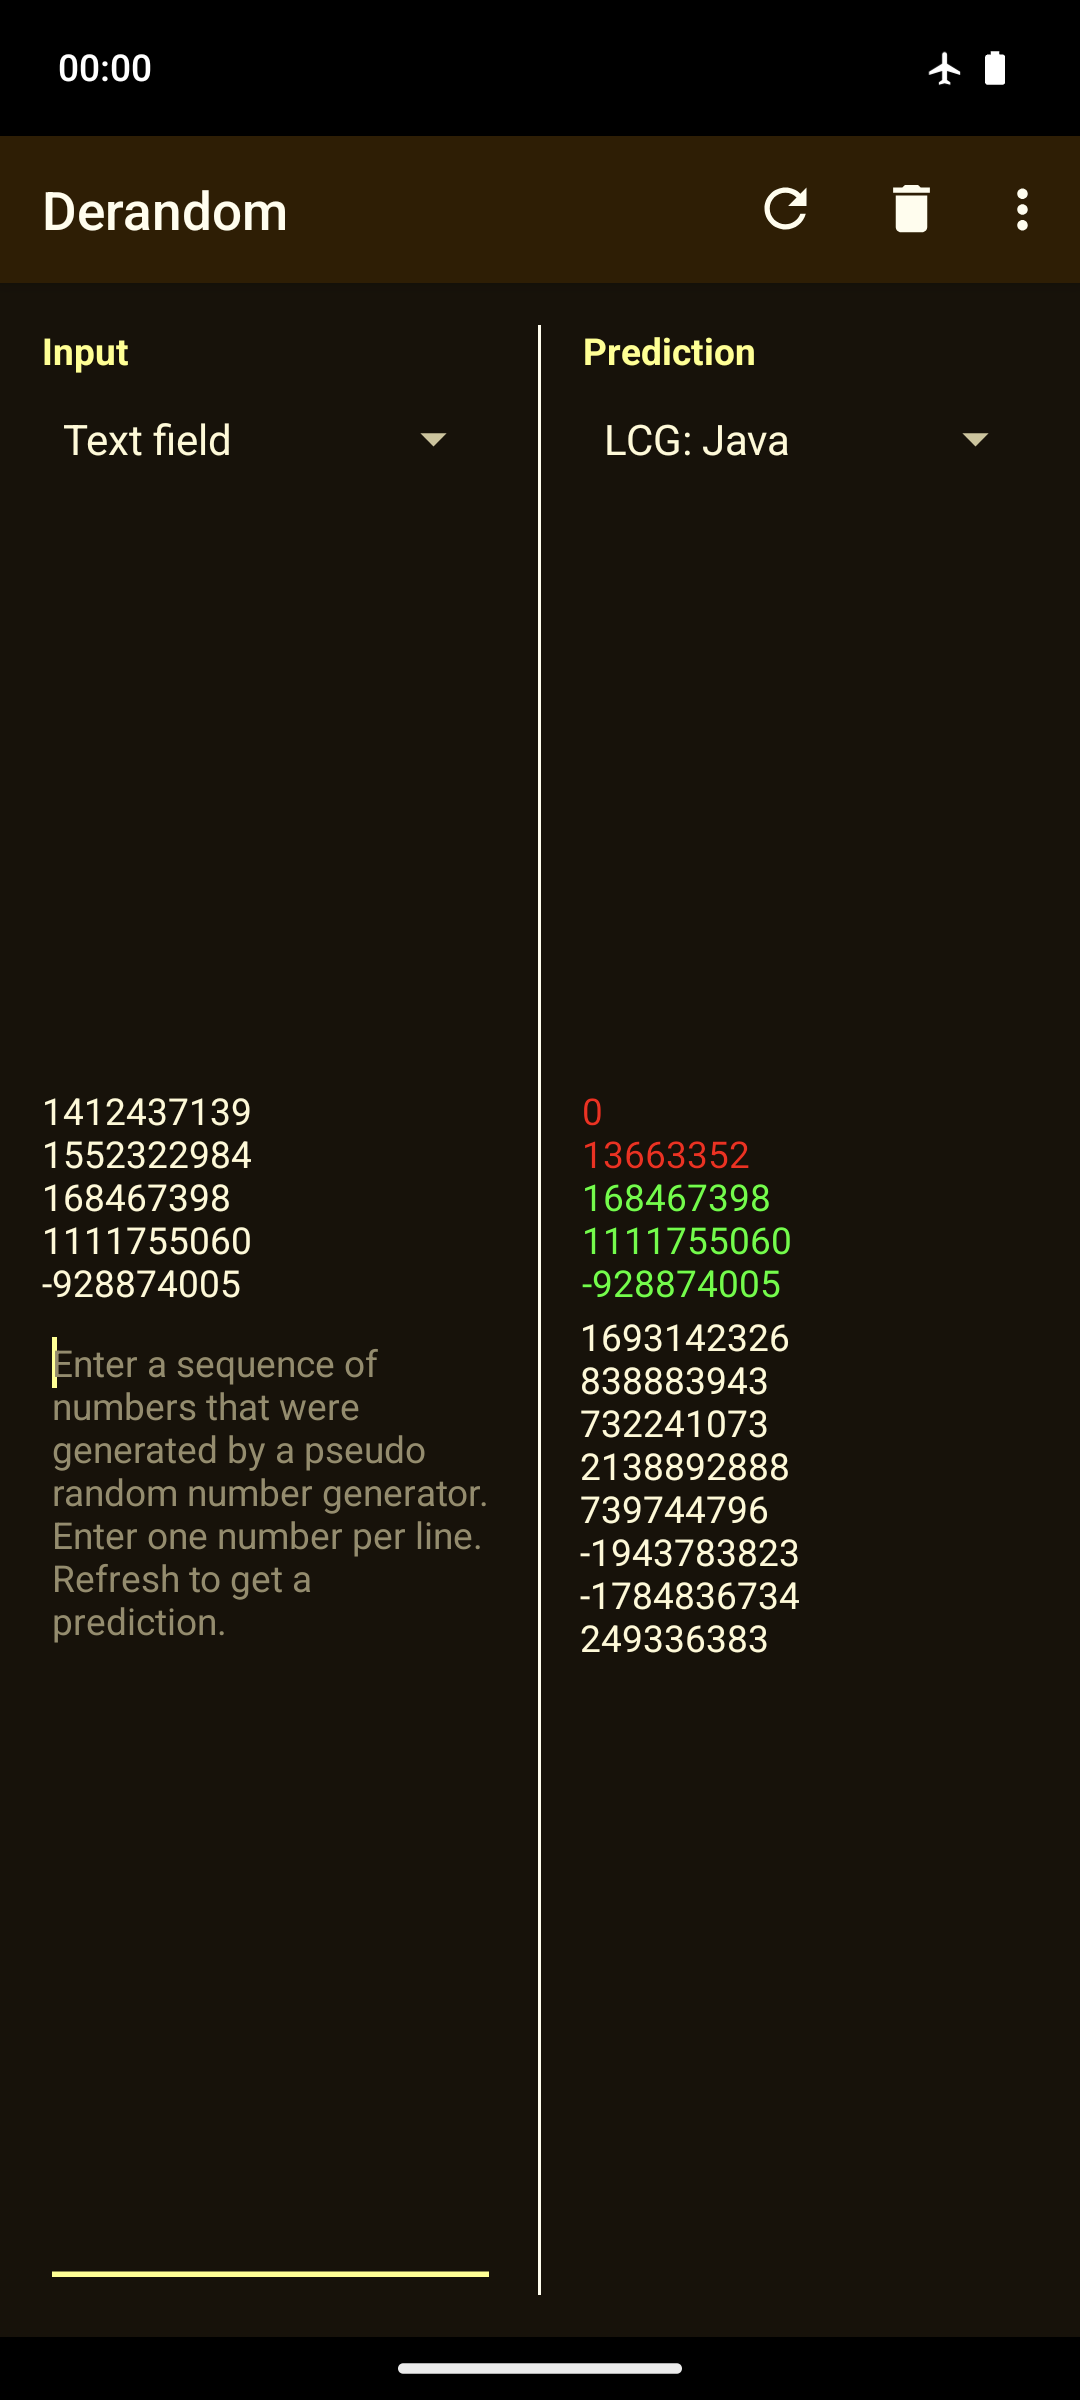 00:00
Derandom
Input
Prediction
Text field
LCG: Java
1412437139
1552322984
168467398
1111755060
-928874005
Enter a sequence of
numbers that were
generated by a pseudo
random number generator.
Enter one number per line.
Refresh to get a
prediction.
0
13663352
168467398
1111755060
-928874005
1693142326
838883943
732241073
2138892888
739744796
-1943783823
-1784836734
249336383